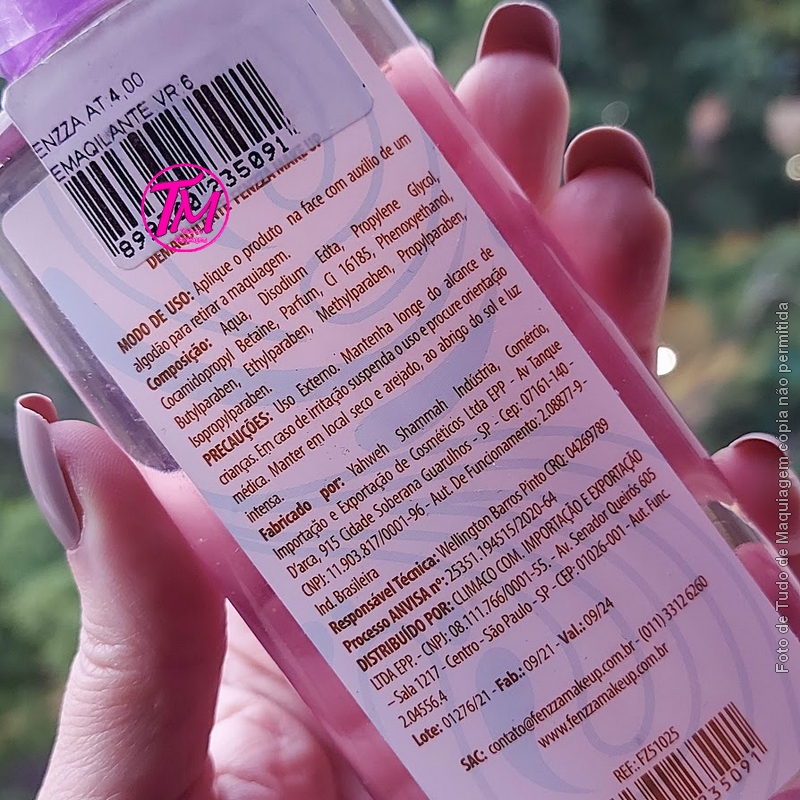 ENZZA AT 4,00
EMAQILANTE VR 6
235091
TM
FENZZA MAKE UP
MODO DE USO: Aplique o produto na face com auxílio de um
algodão para retirar a maquiagem.
Composição: Aqua, Disodium Edta, Propylene Glycol,
Cocamidopropyl Betaine, Parfum, Ci 16185, Phenoxyethanol,
Butylparaben, Ethylparaben, Methylparaben, Propylparaben,
Isopropylparaben.
PRECAUÇÕES: Uso Externo. Mantenha longe do alcance de
crianças. Em caso de irritação suspenda o uso e procure orientação
médica. Manter em local seco e arejado, ao abrigo do sol e luz
intensa.
Fabricado por: Yahweh Shammah Indústria, Comércio,
Importação e Exportação de Cosméticos Ltda EPP - Av Tanque
D'arca, 915 Cidade Soberana Guarulhos - SP - Cep: 07161-140 -
CNPJ: 11.903.877/0001-96 - Aut. De Funcionamento: 2.08877-9-
Ind. Brasileira
Responsável Técnica: Wellington Barros Pinto CRQ: 04269789
Processo ANVISA nº: 25351.194515/2020-64
DISTRIBUÍDO POR: CLIMACO COM. IMPORTAÇÃO E EXPORTAÇÃO
LTDA EPP. - CNPJ: 08.111.766/0001-55 - Av. Senador Queiros 605
- Sala 1217 - Centro - São Paulo - SP - CEP: 01026-001 - Aut. Func
2.04556.4
Lote: 01276/21 - Fab.: 09/21 - Val.: 09/24
SAC: contato@fenzzamakeup.com.br - (011) 3312 6260
www.fenzzamakeup.com.br
REF.: FZ51025
235091
Foto de Tudo de Maquiagem copia não permitida